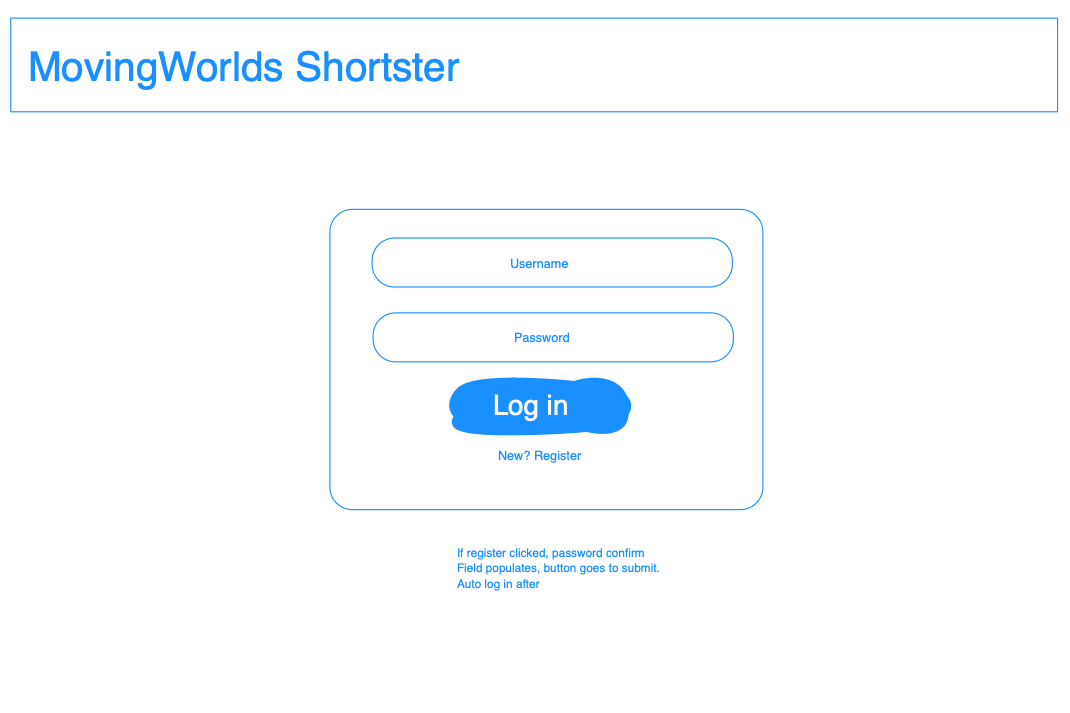 MovingWorlds Shortster
Username
Password
Log in
New? Register
If register clicked, password confirm
Field populates, button goes to submit.
Auto log in after